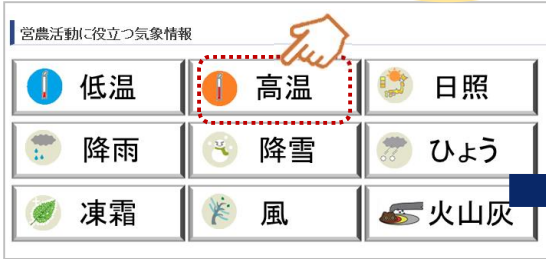 営農活動に役立つ気象情報
低温 高温 日照
降雨 降雪 ひょう
凍霜 風 火山灰